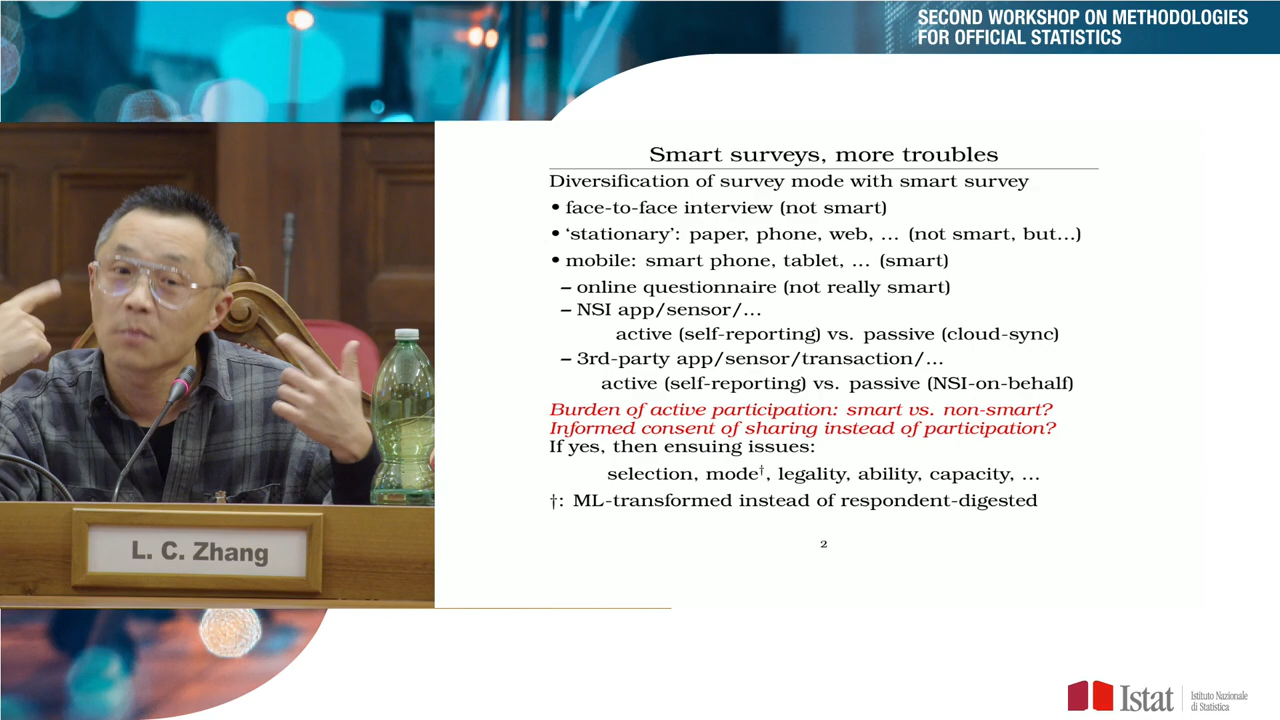 SECOND WORKSHOP ON METHODOLOGIES
FOR OFFICIAL STATISTICS
Smart surveys, more troubles
Diversification of survey mode with smart survey
• face-to-face interview (not smart)
• ‘stationary’: paper, phone, web, … (not smart, but…)
• mobile: smart phone, tablet, … (smart)
– online questionnaire (not really smart)
– NSI app/sensor/…
active (self-reporting) vs. passive (cloud-sync)
– 3rd-party app/sensor/transaction/…
active (self-reporting) vs. passive (NSI-on-behalf)
Burden of active participation: smart vs. non-smart?
Informed consent of sharing instead of participation?
If yes, then ensuing issues:
selection, mode†, legality, ability, capacity, …
†: ML-transformed instead of respondent-digested
2
L. C. Zhang
Istat
Istituto Nazionale
di Statistica